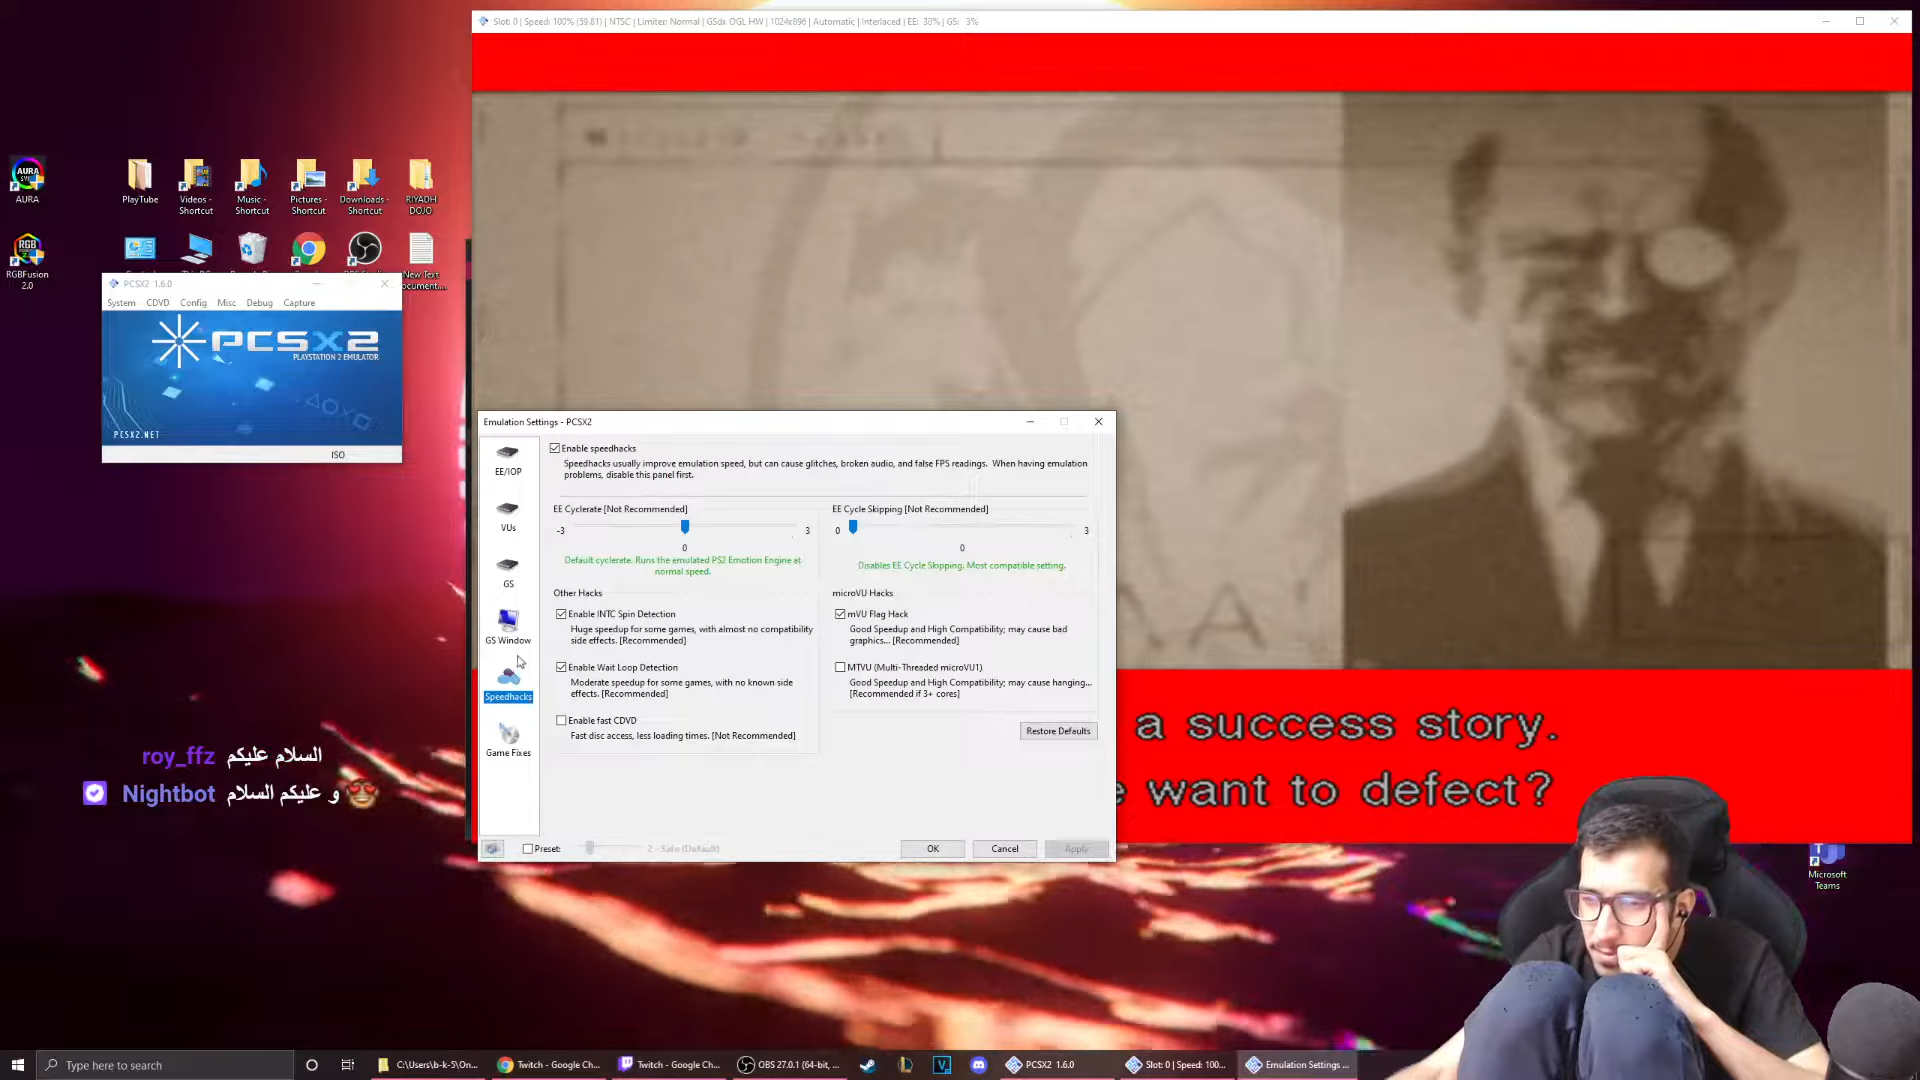 Slot: 0 | Speed: 100% (59.81) | NTSC | Limiter: Normal | GSdx OGL HW | 1024x896 | Automatic | Interlaced | EE: 38% | GS: 3%
AURA
PlayTube
Videos - Shortcut
Music - Shortcut
Pictures - Shortcut
Downloads - Shortcut
RIYADH DOJO
RGBFusion 2.0
New Text
ocument....
PCSX2 1.6.0
System CDVD Config Misc Debug Capture
PCSX2
PLAYSTATION 2 EMULATOR
PCSX2.NET
ISO
Emulation Settings - PCSX2
EE/IOP
VUs
GS
GS Window
Speedhacks
Game Fixes
Enable speedhacks
Speedhacks usually improve emulation speed, but can cause glitches, broken audio, and false FPS readings. When having emulation
problems, disable this panel first.
EE Cyclerate [Not Recommended]
-3
3
0
Default cyclerate. Runs the emulated PS2 Emotion Engine at
normal speed.
EE Cycle Skipping [Not Recommended]
0
3
0
Disables EE Cycle Skipping. Most compatible setting.
Other Hacks
Enable INTC Spin Detection
Huge speedup for some games, with almost no compatibility
side effects. [Recommended]
Enable Wait Loop Detection
Moderate speedup for some games, with no known side
effects. [Recommended]
Enable fast CDVD
Fast disc access, less loading times. [Not Recommended]
microVU Hacks
mVU Flag Hack
Good Speedup and High Compatibility; may cause bad
graphics... [Recommended]
MTVU (Multi-Threaded microVU1)
Good Speedup and High Compatibility; may cause hanging...
[Recommended if 3+ cores]
Restore Defaults
Preset:
2 - Safe (Default)
OK
Cancel
Apply
a success story.
want to defect?
roy_ffz السلام عليكم
Nightbot و عليكم السلام
Microsoft Teams
Type here to search
C:\Users\b-k-5\On...
Twitch - Google Ch...
Twitch - Google Ch...
OBS 27.0.1 (64-bit, ...
PCSX2 1.6.0
Slot: 0 | Speed: 100...
Emulation Settings ...